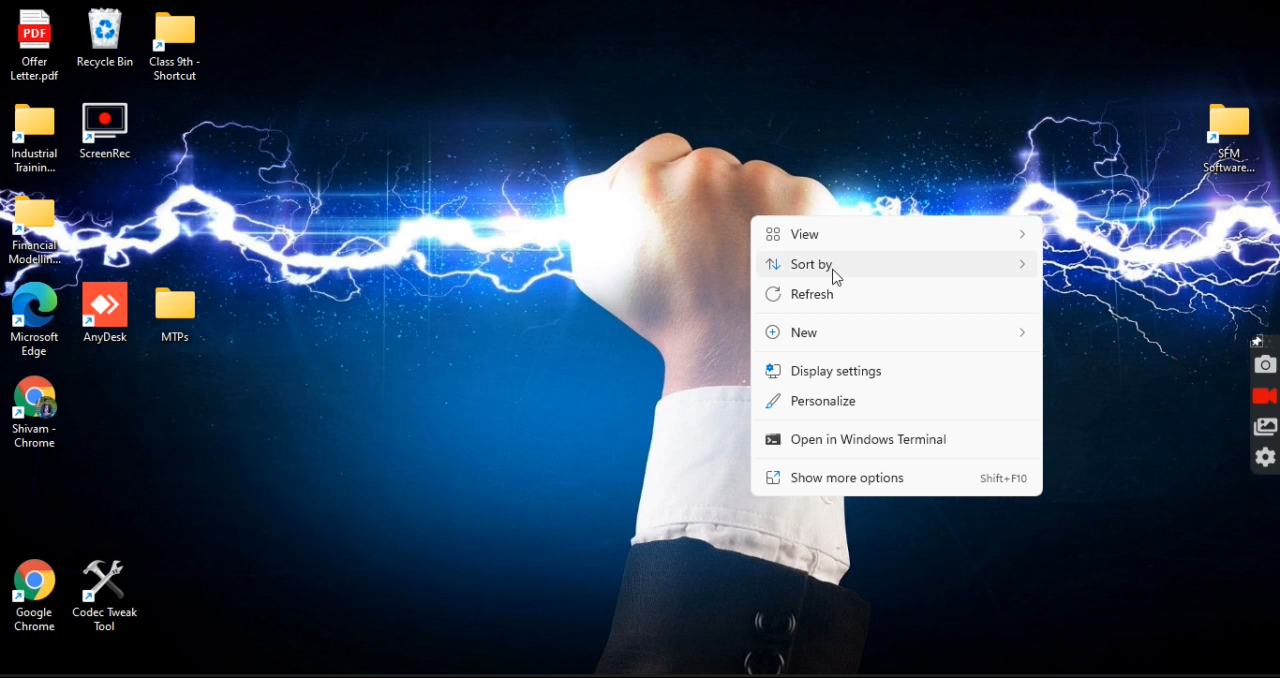 PDF
Offer
Letter.pdf
Recycle Bin
Class 9th -
Shortcut
Industrial
Trainin...
ScreenRec
SFM
Software...
Financial
Modellin...
Microsoft
Edge
AnyDesk
MTPs
Shivam -
Chrome
Google
Chrome
Codec Tweak
Tool
View
Sort by
Refresh
New
Display settings
Personalize
Open in Windows Terminal
Show more options Shift+F10